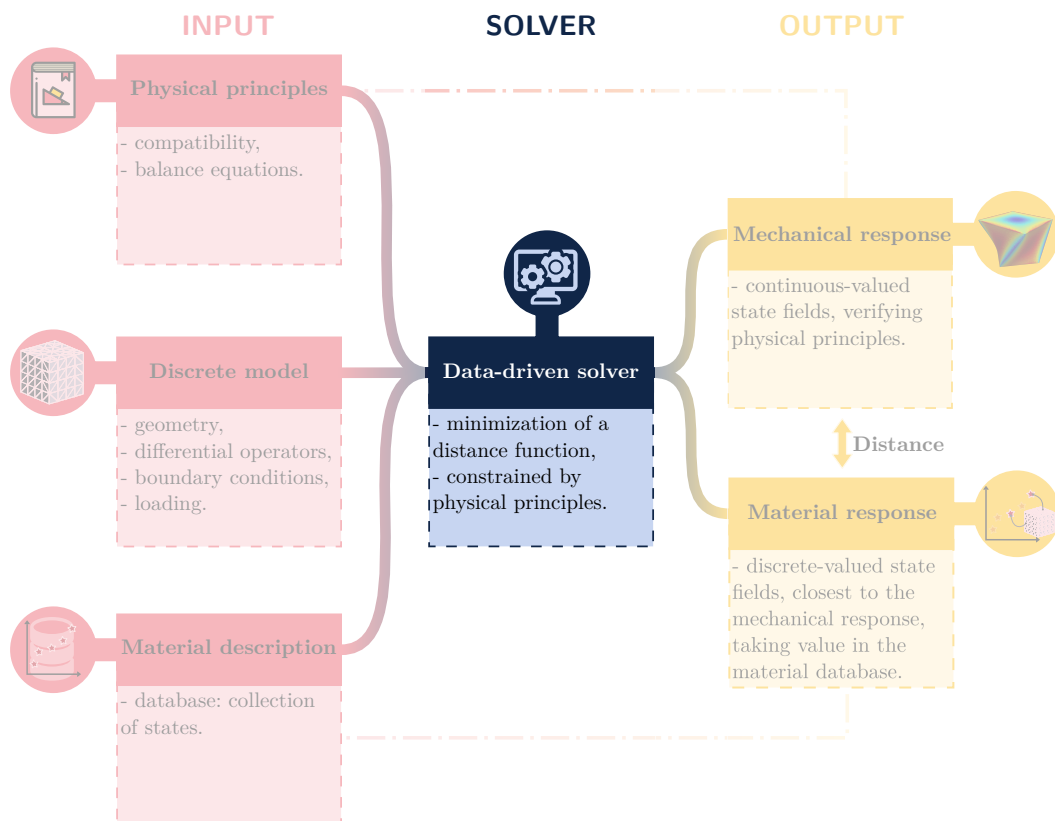 INPUT
SOLVER
OUTPUT
Physical principles
- compatibility,
- balance equations.
Discrete model
- geometry,
- differential operators,
- boundary conditions,
- loading.
Material description
- database: collection
of states.
Data-driven solver
- minimization of a
distance function,
- constrained by
physical principles.
Mechanical response
- continuous-valued
state fields, verifying
physical principles.
Distance
Material response
- discrete-valued state
fields, closest to the
mechanical response,
taking value in the
material database.